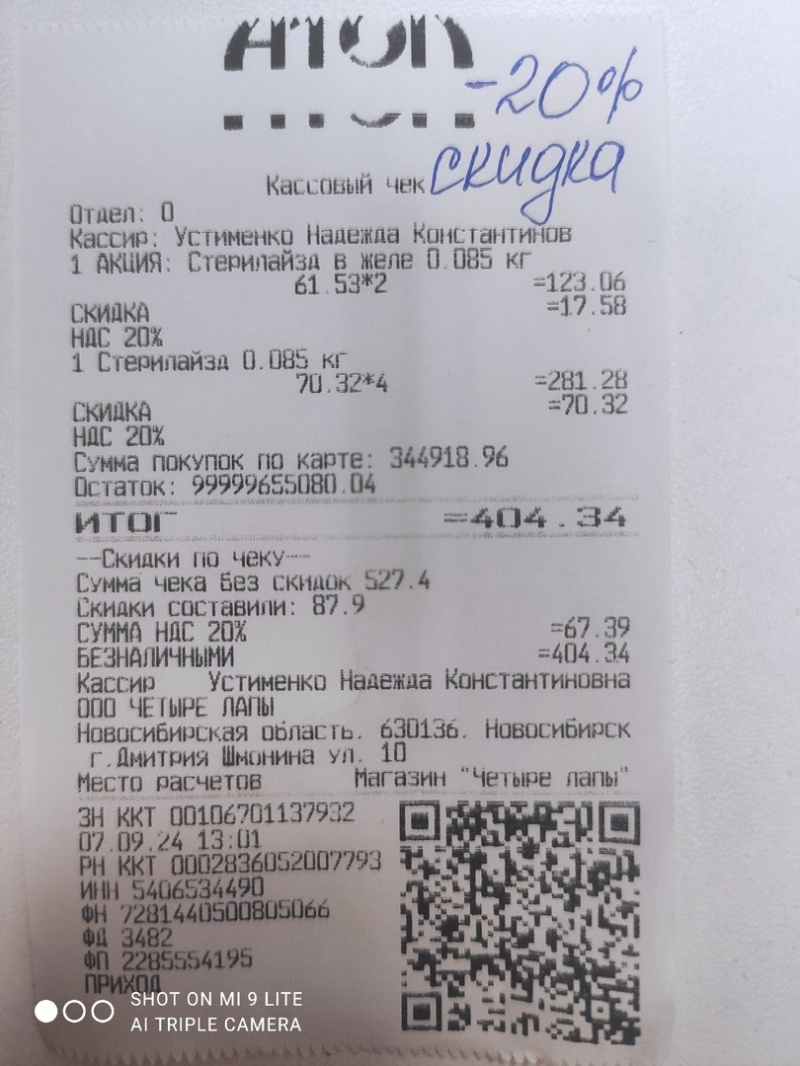 АТОЛ
-20%
скидка
Кассовый чек
Отдел: 0
Кассир: Устименко Надежда Константинов
1 АКЦИЯ: Стерилайзд в желе 0.085 кг
61.53*2 =123.06
СКИДКА =17.58
НДС 20%
1 Стерилайзд 0.085 кг
70.32*4 =281.28
СКИДКА =70.32
НДС 20%
Сумма покупок по карте: 344918.96
Остаток: 99999655080.04
ИТОГ =404.34
--Скидки по чеку--
Сумма чека без скидок 527.4
Скидки составили: 87.9
СУММА НДС 20% =67.39
БЕЗНАЛИЧНЫМИ =404.34
Кассир Устименко Надежда Константиновна
ООО ЧЕТЫРЕ ЛАПЫ
Новосибирская область. 630136. Новосибирск
г.Дмитрия Шмонина ул. 10
Место расчетов Магазин "Четыре лапы"
ЗН ККТ 00106701137932
07.09.24 13:01
РН ККТ 0002836052007793
ИНН 5406534490
ФН 7281440500805066
ФД 3482
ФП 2285554195
ПРИХОД
SHOT ON MI 9 LITE
AI TRIPLE CAMERA